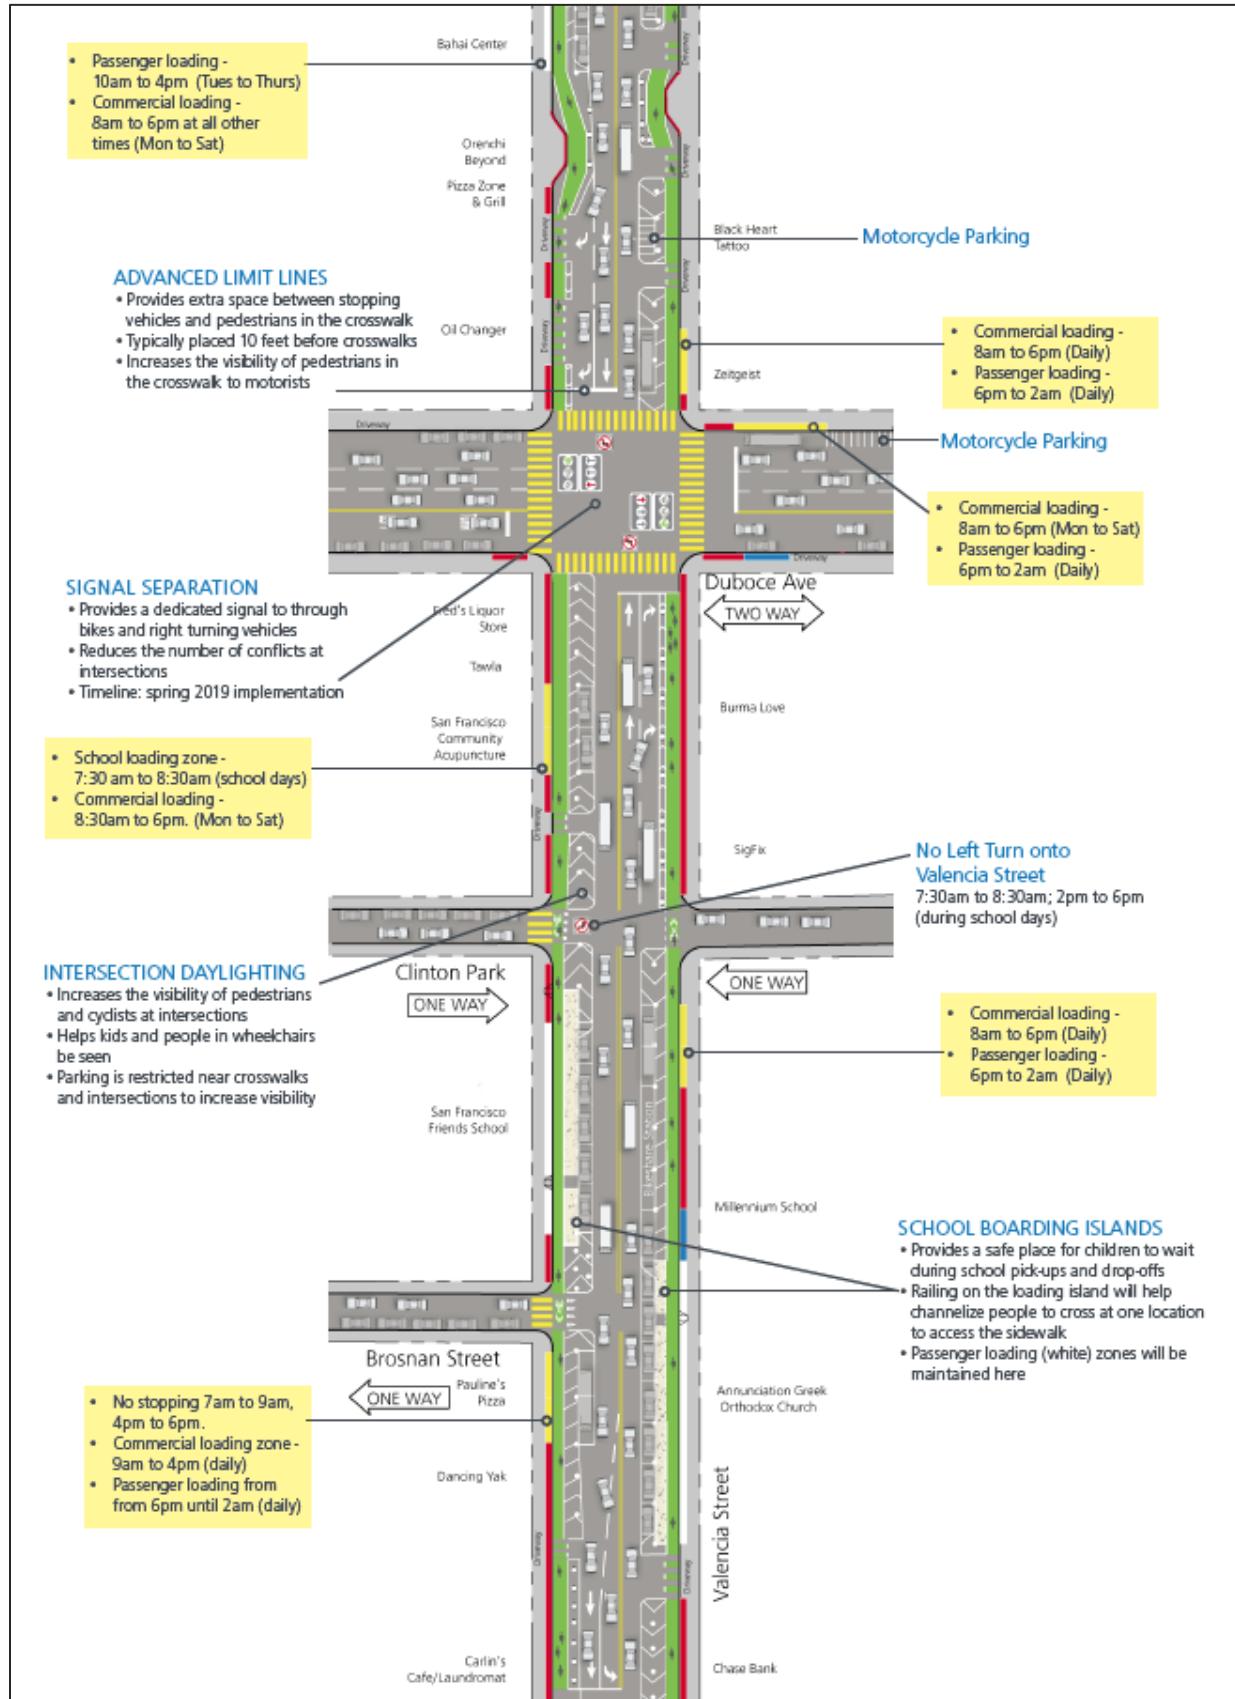 Bahai Center
• Passenger loading -
10am to 4pm (Tues to Thurs)
• Commercial loading -
8am to 6pm at all other
times (Mon to Sat)
Driveway
Orenchi
Beyond
Pizza Zone
& Grill
Driveway
Driveway
Black Heart
Tattoo
Motorcycle Parking
ADVANCED LIMIT LINES
• Provides extra space between stopping
vehicles and pedestrians in the crosswalk
• Typically placed 10 feet before crosswalks
• Increases the visibility of pedestrians in
the crosswalk to motorists
Driveway
Oil Changer
Driveway
• Commercial loading -
8am to 6pm (Daily)
• Passenger loading -
6pm to 2am (Daily)
Zeitgeist
Driveway
Motorcycle Parking
• Commercial loading -
8am to 6pm (Mon to Sat)
• Passenger loading -
6pm to 2am (Daily)
Driveway
SIGNAL SEPARATION
• Provides a dedicated signal to through
bikes and right turning vehicles
• Reduces the number of conflicts at
intersections
• Timeline: spring 2019 implementation
Duboce Ave
TWO WAY
Fred's Liquor
Store
Tawla
Burma Love
San Francisco
Community
Acupuncture
• School loading zone -
7:30 am to 8:30am (school days)
• Commercial loading -
8:30am to 6pm. (Mon to Sat)
Driveway
SigFix
No Left Turn onto
Valencia Street
7:30am to 8:30am; 2pm to 6pm
(during school days)
INTERSECTION DAYLIGHTING
• Increases the visibility of pedestrians
and cyclists at intersections
• Helps kids and people in wheelchairs
be seen
• Parking is restricted near crosswalks
and intersections to increase visibility
Clinton Park
ONE WAY
ONE WAY
• Commercial loading -
8am to 6pm (Daily)
• Passenger loading -
6pm to 2am (Daily)
San Francisco
Friends School
Bikeshare Station
Millennium School
SCHOOL BOARDING ISLANDS
• Provides a safe place for children to wait
during school pick-ups and drop-offs
• Railing on the loading island will help
channelize people to cross at one location
to access the sidewalk
• Passenger loading (white) zones will be
maintained here
Brosnan Street
ONE WAY
Pauline's
Pizza
Annunciation Greek
Orthodox Church
• No stopping 7am to 9am,
4pm to 6pm.
• Commercial loading zone -
9am to 4pm (daily)
• Passenger loading from
from 6pm until 2am (daily)
Dancing Yak
Valencia Street
Driveway
Driveway
Carlin's
Cafe/Laundromat
Chase Bank